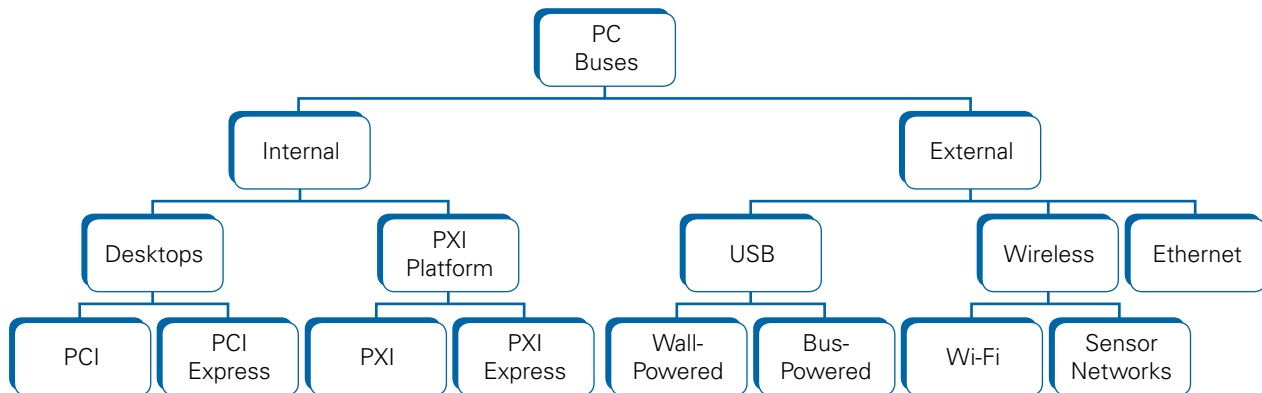 PC
Buses
Internal
External
Desktops
PXI
Platform
USB
Wireless
Ethernet
PCI
PCI
Express
PXI
PXI
Express
Wall-
Powered
Bus-
Powered
Wi-Fi
Sensor
Networks